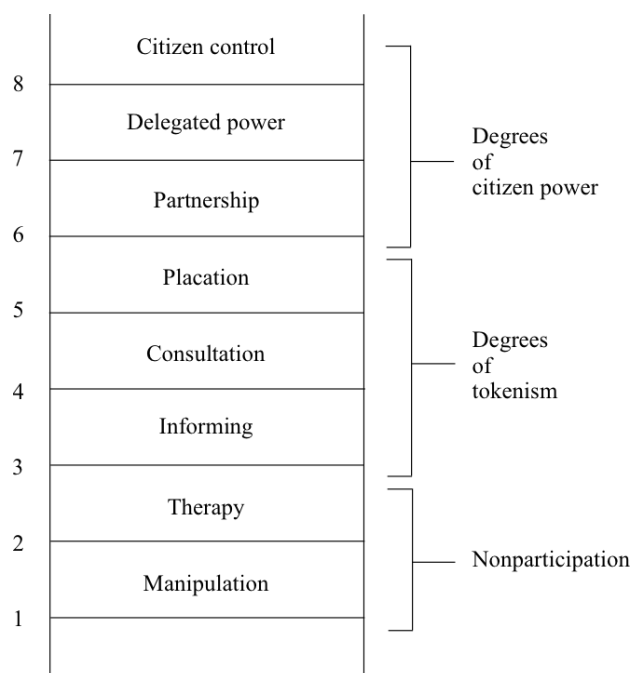 Citizen control
8
Delegated power
7
Partnership
6
Placation
5
Consultation
4
Informing
3
Therapy
2
Manipulation
1
Degrees
of
citizen power
Degrees
of
tokenism
Nonparticipation